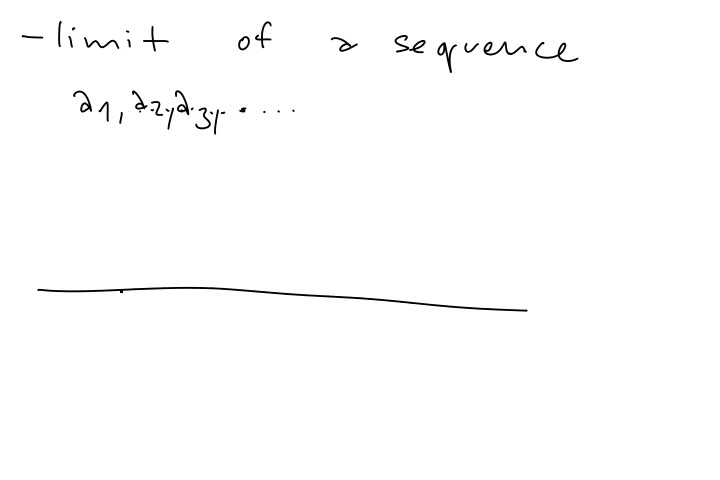 - limit of a sequence
a1, a2, a3, ....